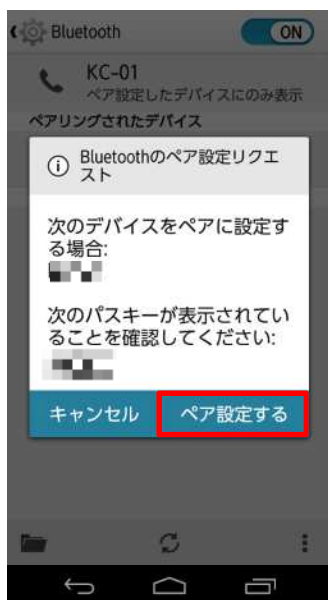 Bluetooth
ON
KC-01
ペア設定したデバイスにのみ表示
ペアリングされたデバイス
Bluetoothのペア設定リクエ
スト
次のデバイスをペアに設定す
る場合:
次のパスキーが表示されてい
ることを確認してください:
キャンセル
ペア設定する